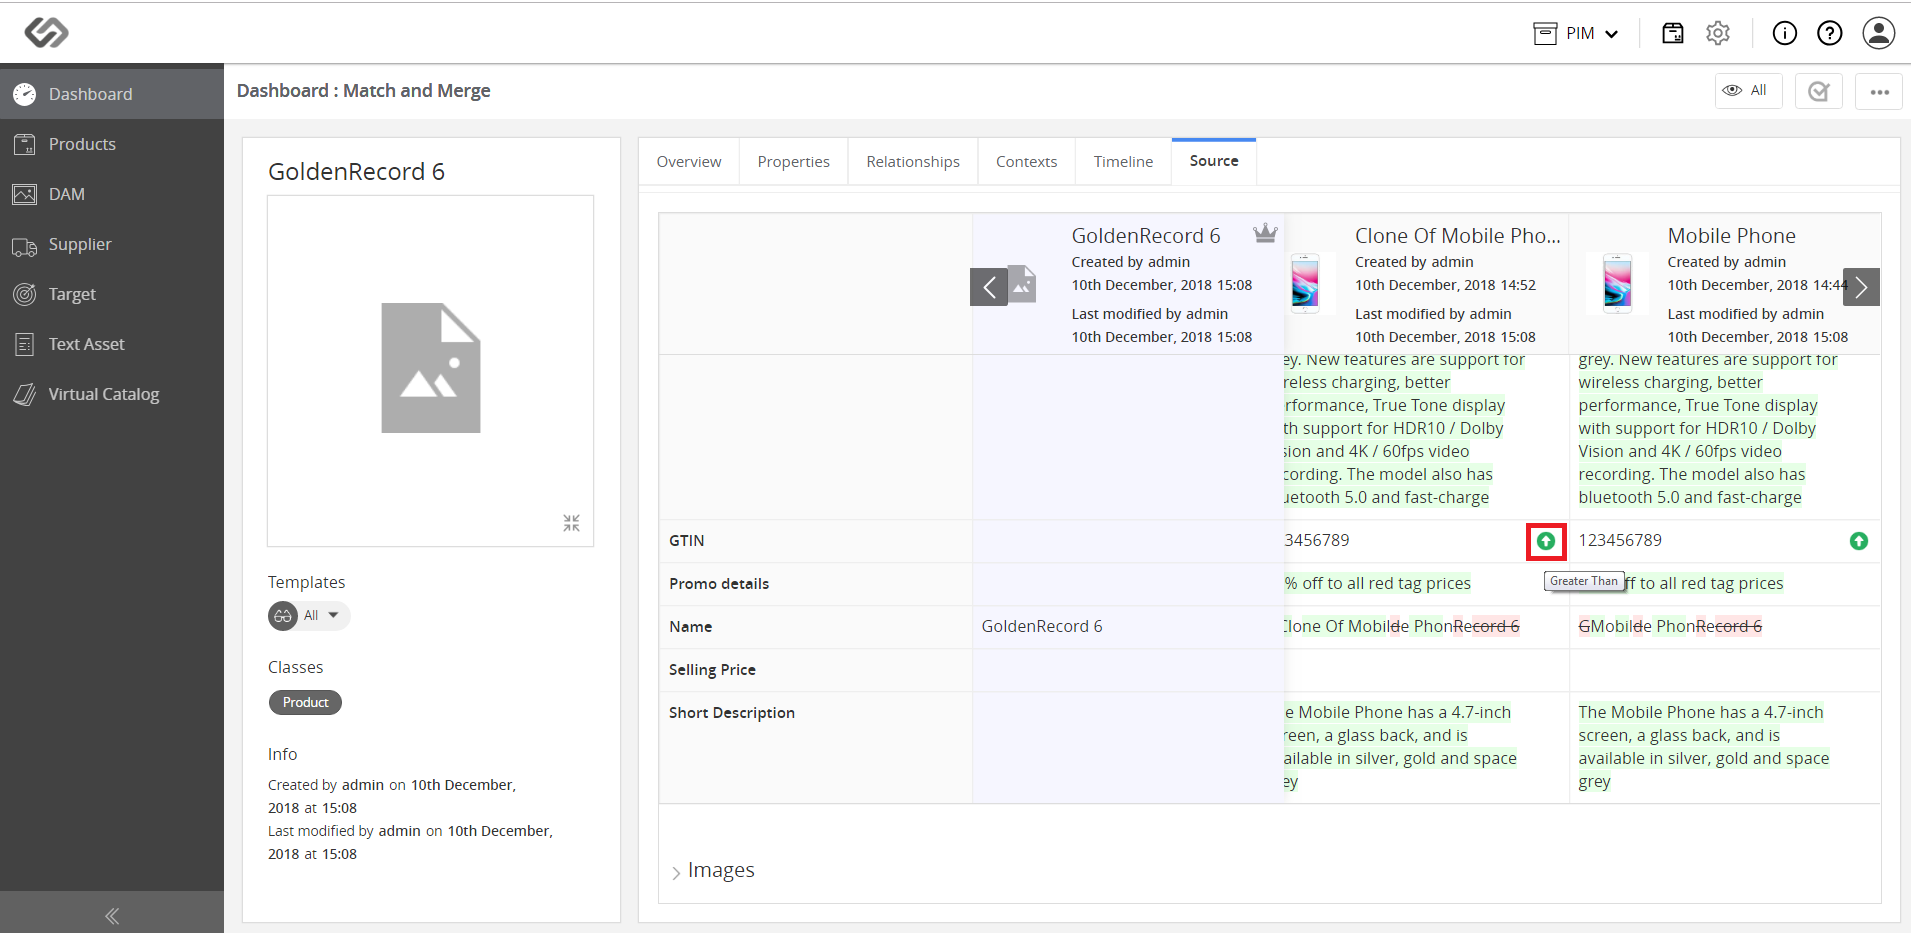 PIM
Dashboard
Products
DAM
Supplier
Target
Text Asset
Virtual Catalog
Dashboard : Match and Merge
All
GoldenRecord 6
Templates
All
Classes
Product
Info
Created by admin on 10th December,
2018 at 15:08
Last modified by admin on 10th December,
2018 at 15:08
Overview
Properties
Relationships
Contexts
Timeline
Source
GoldenRecord 6
Created by admin
10th December, 2018 15:08
Last modified by admin
10th December, 2018 15:08
Clone Of Mobile Pho...
Created by admin
10th December, 2018 14:52
Last modified by admin
10th December, 2018 15:08
Mobile Phone
Created by admin
10th December, 2018 14:44
Last modified by admin
10th December, 2018 15:08
ey. New features are support for
reless charging, better
rformance, True Tone display
th support for HDR10 / Dolby
sion and 4K / 60fps video
cording. The model also has
uetooth 5.0 and fast-charge
grey. New features are support for
wireless charging, better
performance, True Tone display
with support for HDR10 / Dolby
Vision and 4K / 60fps video
recording. The model also has
bluetooth 5.0 and fast-charge
GTIN
3456789
123456789
Greater Than
Promo details
% off to all red tag prices
ff to all red tag prices
Name
GoldenRecord 6
Clone Of Mobilde PhonRecord 6
GMobilde PhonRecord 6
Selling Price
Short Description
e Mobile Phone has a 4.7-inch
reen, a glass back, and is
ailable in silver, gold and space
ey
The Mobile Phone has a 4.7-inch
screen, a glass back, and is
available in silver, gold and space
grey
Images